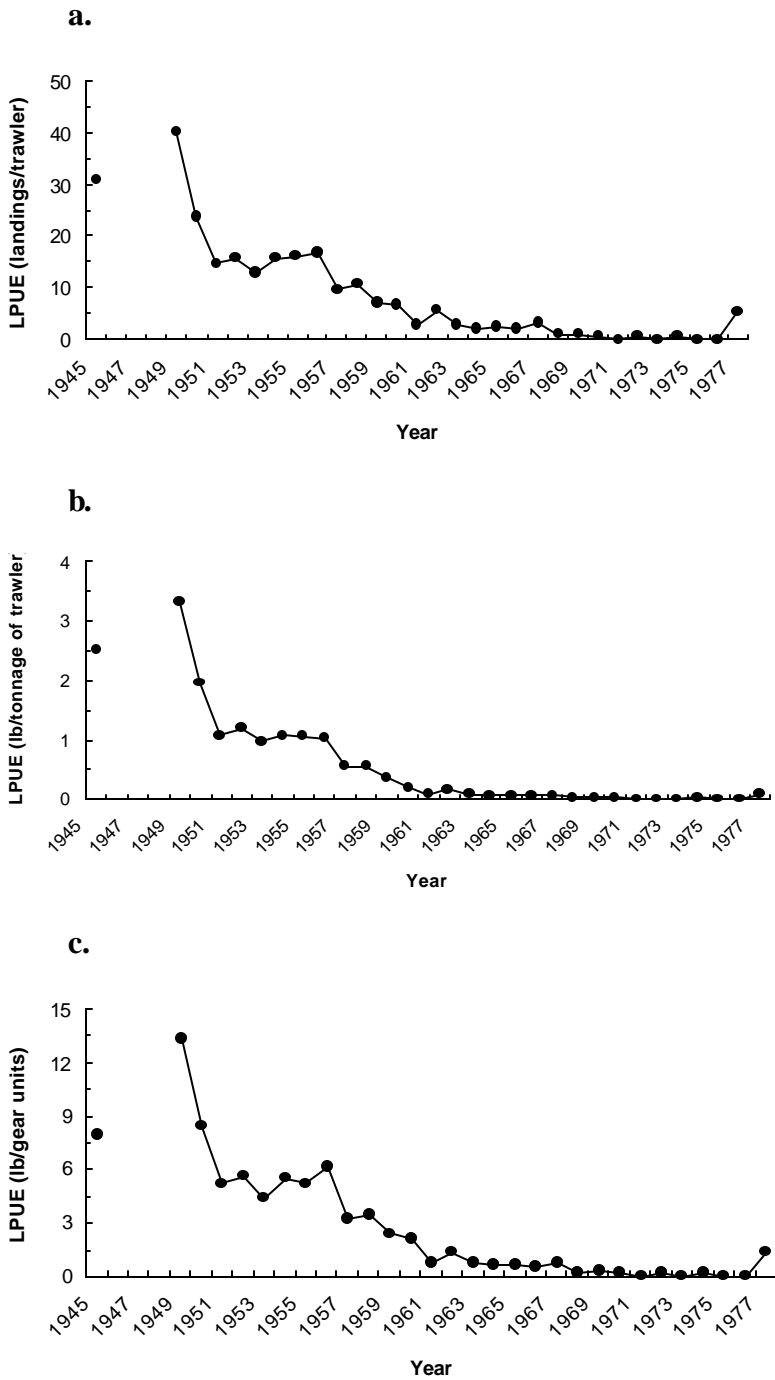 a.
LPUE (landings/trawler)
50
40
30
20
10
0
1945 1947 1949 1951 1953 1955 1957 1959 1961 1963 1965 1967 1969 1971 1973 1975 1977
Year
b.
LPUE (lb/tonnage of trawler
4
3
2
1
0
1945 1947 1949 1951 1953 1955 1957 1959 1961 1963 1965 1967 1969 1971 1973 1975 1977
Year
c.
LPUE (lb/gear units)
15
12
9
6
3
0
1945 1947 1949 1951 1953 1955 1957 1959 1961 1963 1965 1967 1969 1971 1973 1975 1977
Year